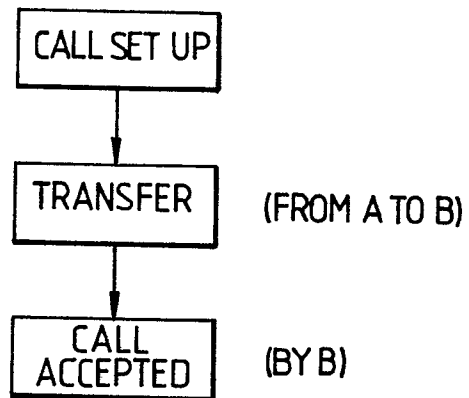 CALL SET UP
TRANSFER (FROM A TO B)
CALL
ACCEPTED (BY B)